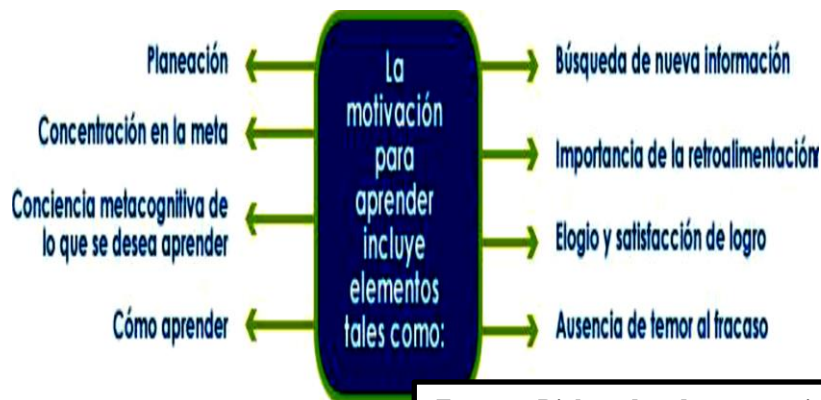 La
motivación
para
aprender
incluye
elementos
tales como:
Planeación
Concentración en la meta
Conciencia metacognitiva de
lo que se desea aprender
Cómo aprender
Búsqueda de nueva información
Importancia de la retroalimentación
Elogio y satisfacción de logro
Ausencia de temor al fracaso